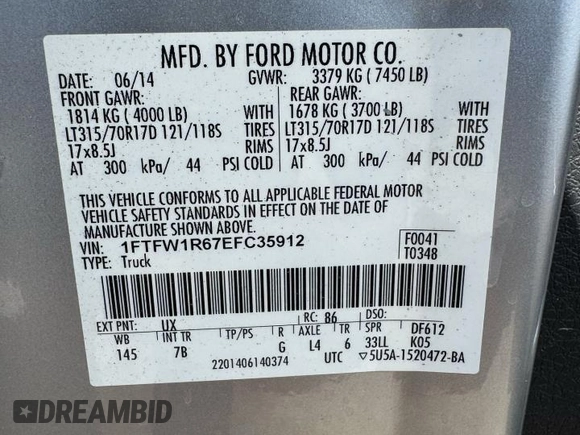 MFD. BY FORD MOTOR CO.
DATE: 06/14 GVWR: 3379 KG ( 7450 LB)
FRONT GAWR: REAR GAWR:
1814 KG ( 4000 LB) WITH 1678 KG ( 3700 LB) WITH
LT315/70R17D 121/118S TIRES LT315/70R17D 121/118S TIRES
17x8.5J RIMS 17x8.5J RIMS
AT 300 kPa/ 44 PSI COLD AT 300 kPa/ 44 PSI COLD
THIS VEHICLE CONFORMS TO ALL APPLICABLE FEDERAL MOTOR
VEHICLE SAFETY STANDARDS IN EFFECT ON THE DATE OF
MANUFACTURE SHOWN ABOVE.
VIN: 1FTFW1R67EFC35912 F0041
TYPE: Truck T0348
EXT PNT: UX RC: 86 DSO:
WB INT TR TP/PS R AXLE TR SPR DF612
145 7B G L4 6 33LL K05
2201406140374 UTC ▽5U5A-1520472-BA
DREAMBID